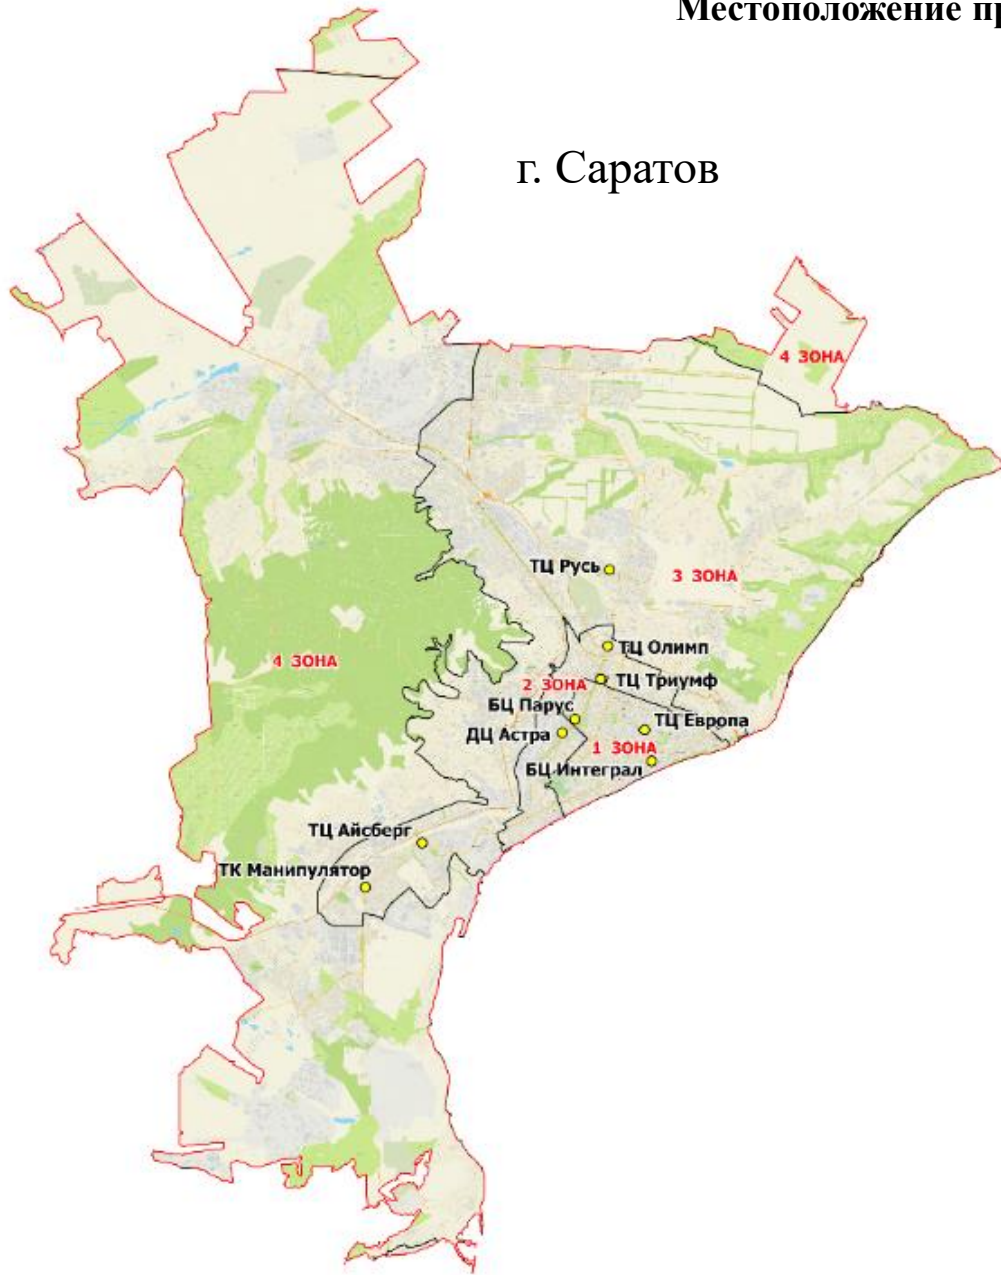 Местоположение пр
г. Саратов
4 ЗОНА
ТЦ Русь
3 ЗОНА
ТЦ Олимп
4 ЗОНА
2 ЗОНА
ТЦ Триумф
БЦ Парус
ТЦ Европа
ДЦ Астра
1 ЗОНА
БЦ Интеграл
ТЦ Айсберг
ТК Манипулятор